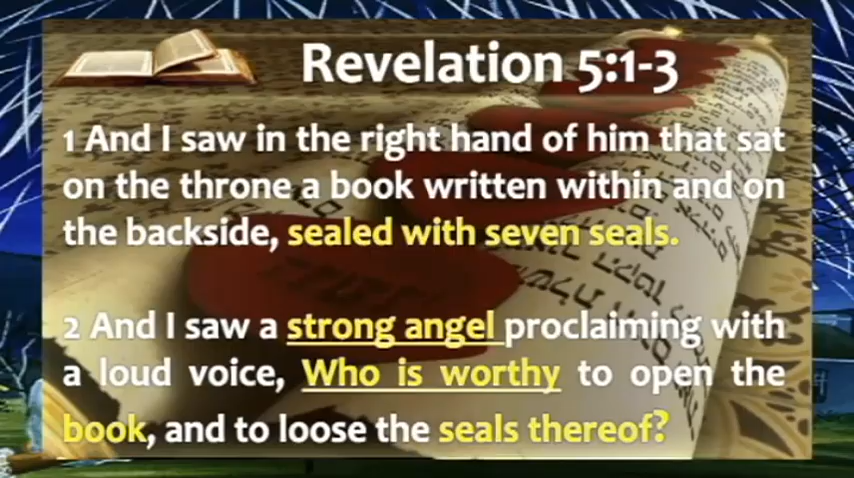 Revelation 5:1-3
1 And I saw in the right hand of him that sat
on the throne a book written within and on
the backside, sealed with seven seals.
2 And I saw a strong angel proclaiming with
a loud voice, Who is worthy to open the
book, and to loose the seals thereof?